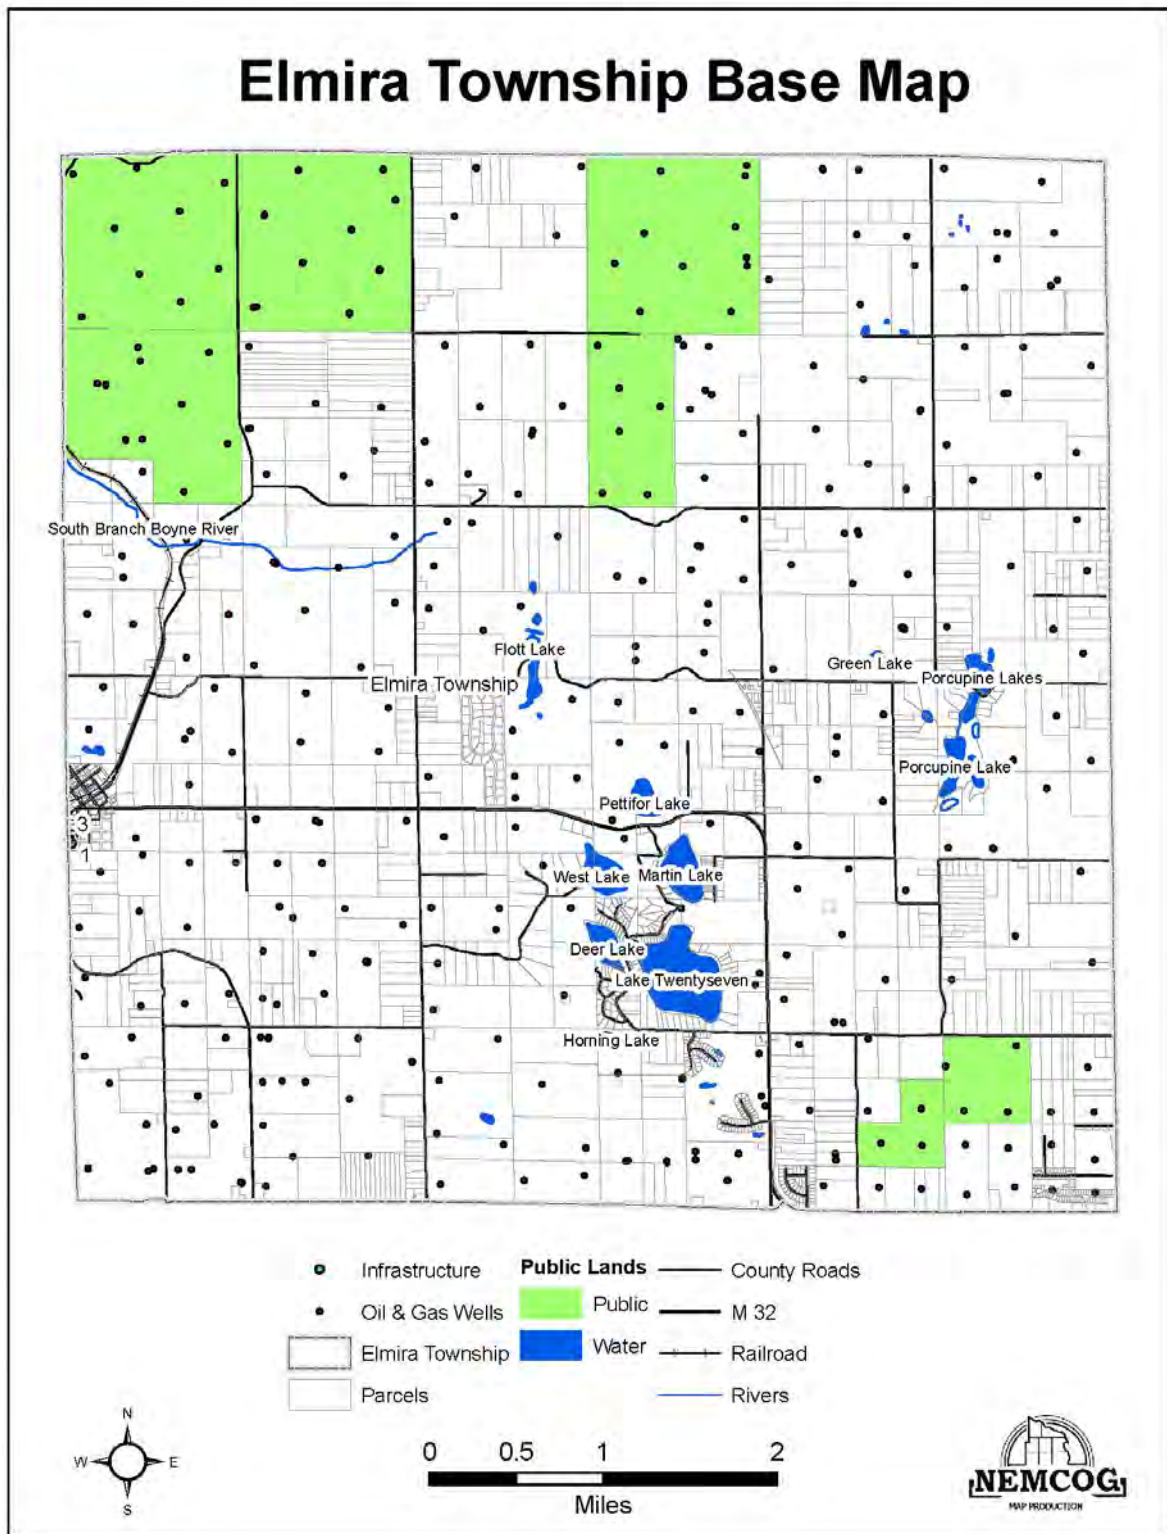 Elmira Township Base Map
South Branch Boyne River
Flott Lake
Green Lake
Elmira Township
Porcupine Lakes
Porcupine Lake
Pettifor Lake
3
1
West Lake
Martin Lake
Deer Lake
Lake Twentyseven
Horning Lake
Infrastructure
Public Lands
County Roads
Oil & Gas Wells
Public
M 32
Elmira Township
Water
Railroad
Parcels
Rivers
N
W
E
S
0 0.5 1 2
Miles
NEMCOG
MAP PRODUCTION